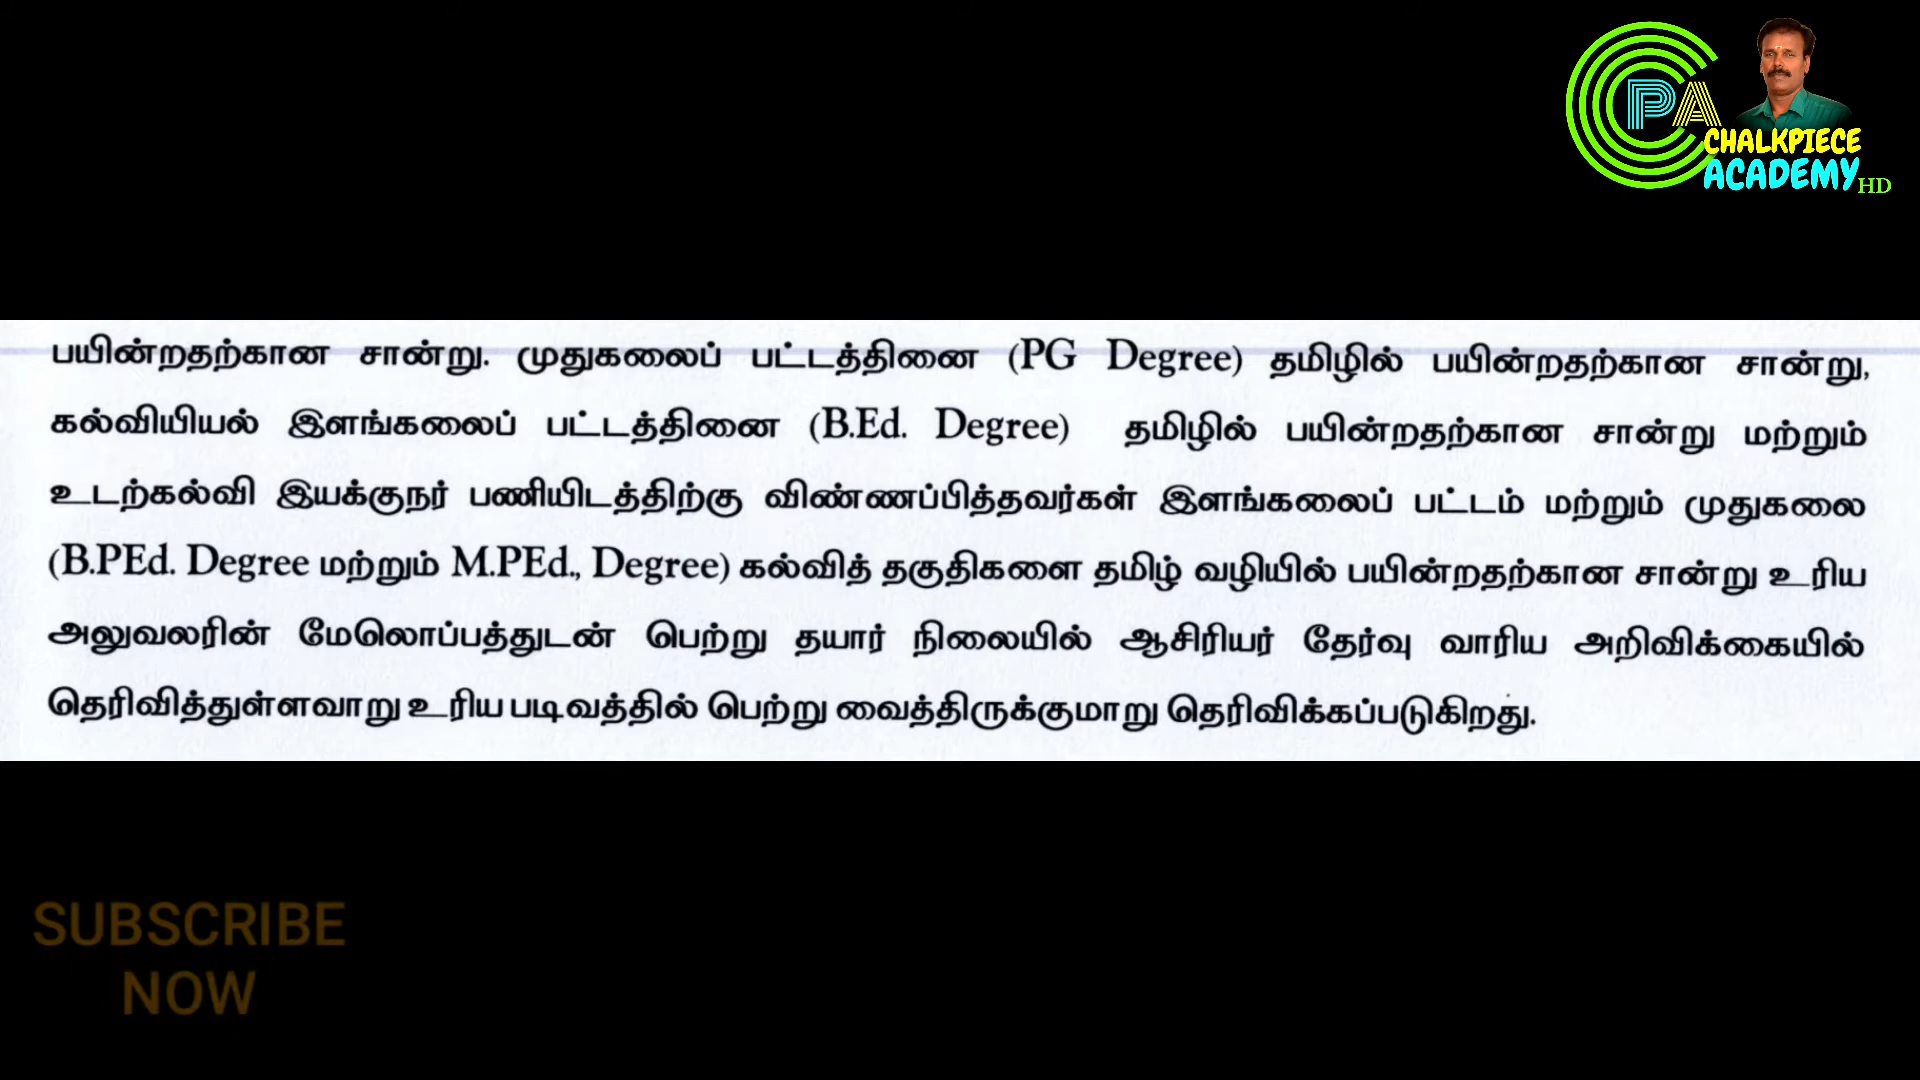 PA
CHALKPIECE
ACADEMY HD
பயின்றதற்கான சான்று. முதுகலைப் பட்டத்தினை (PG Degree) தமிழில் பயின்றதற்கான சான்று,
கல்வியியல் இளங்கலைப் பட்டத்தினை (B.Ed. Degree) தமிழில் பயின்றதற்கான சான்று மற்றும்
உடற்கல்வி இயக்குநர் பணியிடத்திற்கு விண்ணப்பித்தவர்கள் இளங்கலைப் பட்டம் மற்றும் முதுகலை
(B.PEd. Degree மற்றும் M.PEd., Degree) கல்வித் தகுதிகளை தமிழ் வழியில் பயின்றதற்கான சான்று உரிய
அலுவலரின் மேலொப்பத்துடன் பெற்று தயார் நிலையில் ஆசிரியர் தேர்வு வாரிய அறிவிக்கையில்
தெரிவித்துள்ளவாறு உரிய படிவத்தில் பெற்று வைத்திருக்குமாறு தெரிவிக்கப்படுகிறது.
SUBSCRIBE
NOW